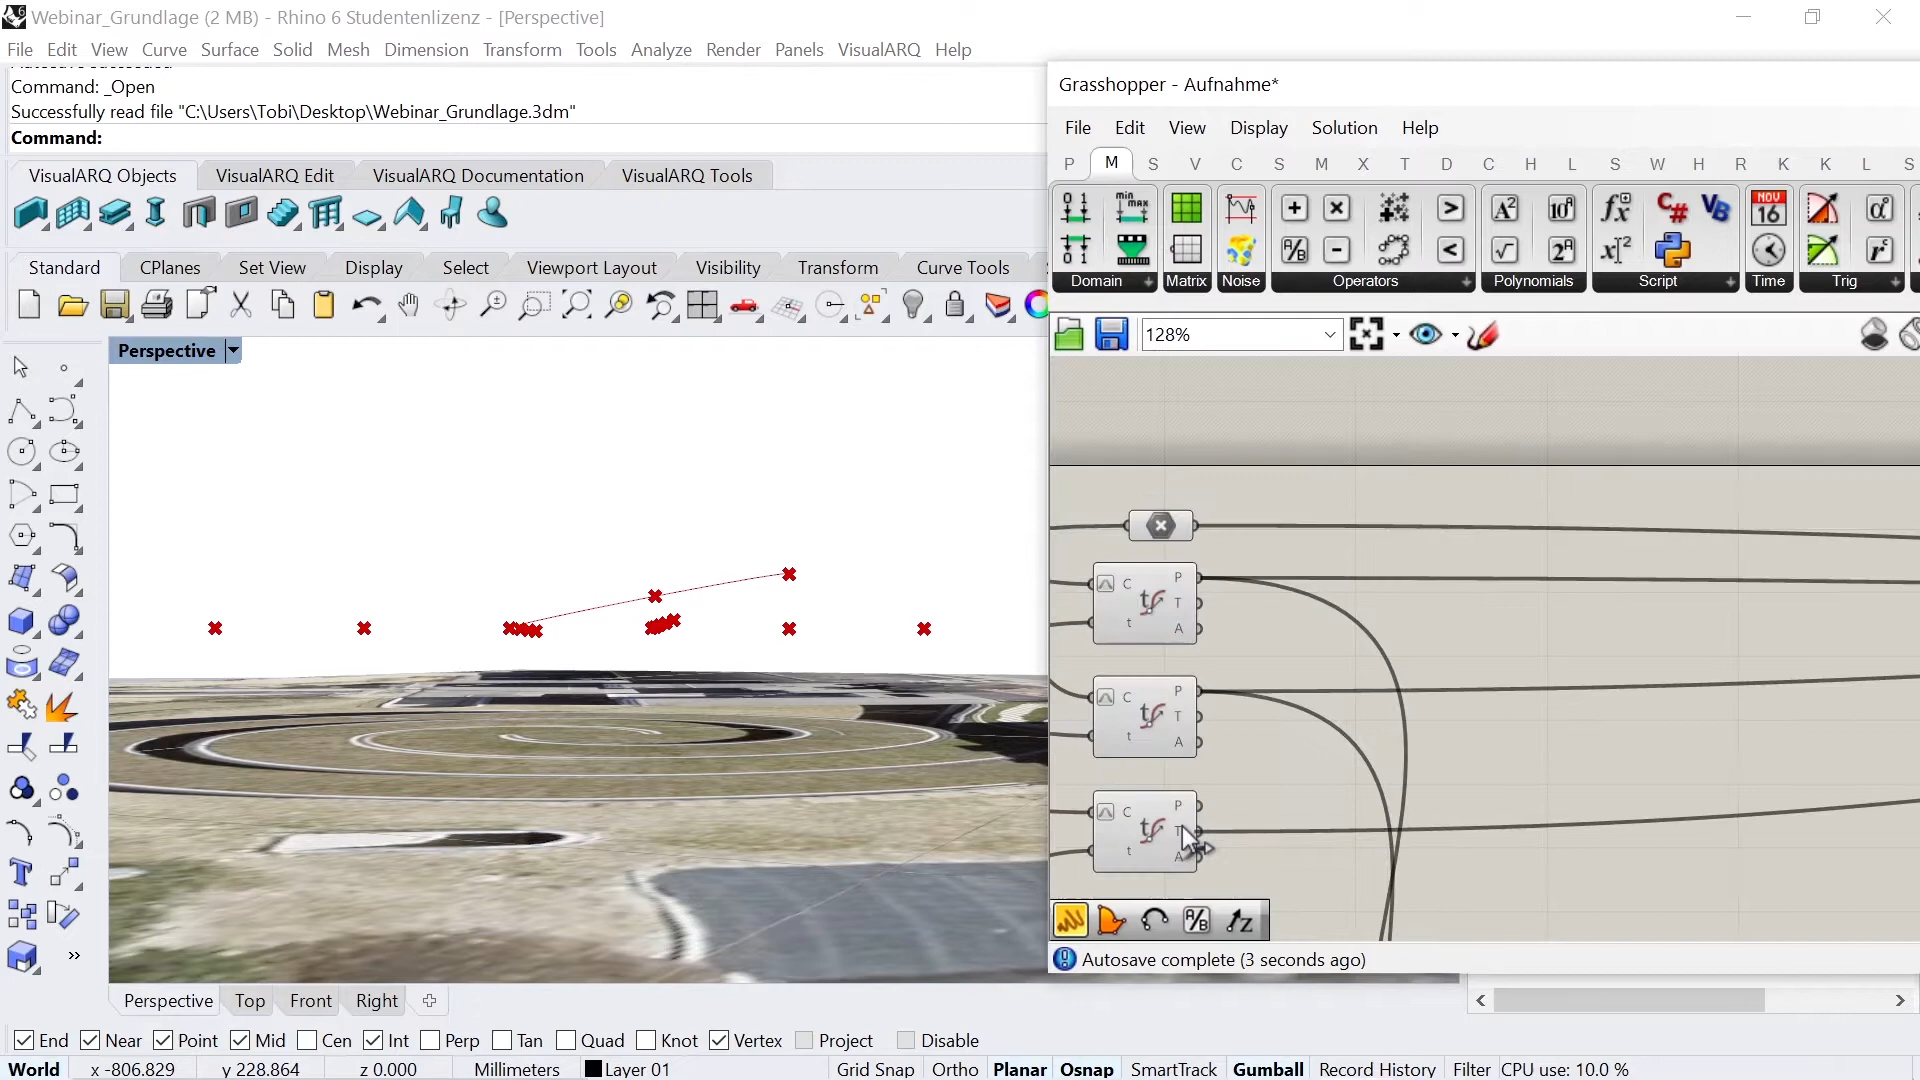 Webinar_Grundlage (2 MB) - Rhino 6 Studentenlizenz - [Perspective]
File Edit View Curve Surface Solid Mesh Dimension Transform Tools Analyze Render Panels VisualARQ Help
Command: _Open
Successfully read file "C:\Users\Tobi\Desktop\Webinar_Grundlage.3dm"
Command:
VisualARQ Objects VisualARQ Edit VisualARQ Documentation VisualARQ Tools
Standard CPlanes Set View Display Select Viewport Layout Visibility Transform Curve Tools
Perspective
Grasshopper - Aufnahme*
File Edit View Display Solution Help
P M S V C S M X T D C H L S W H R K K L S
Domain Matrix Noise Operators Polynomials Script Time Trig
128%
C t P T A
C t P T A
C t P T A
Autosave complete (3 seconds ago)
Perspective Top Front Right
End Near Point Mid Cen Int Perp Tan Quad Knot Vertex Project Disable
World x -806.829 y 228.864 z 0.000 Millimeters Layer 01 Grid Snap Ortho Planar Osnap SmartTrack Gumball Record History Filter CPU use: 10.0 %